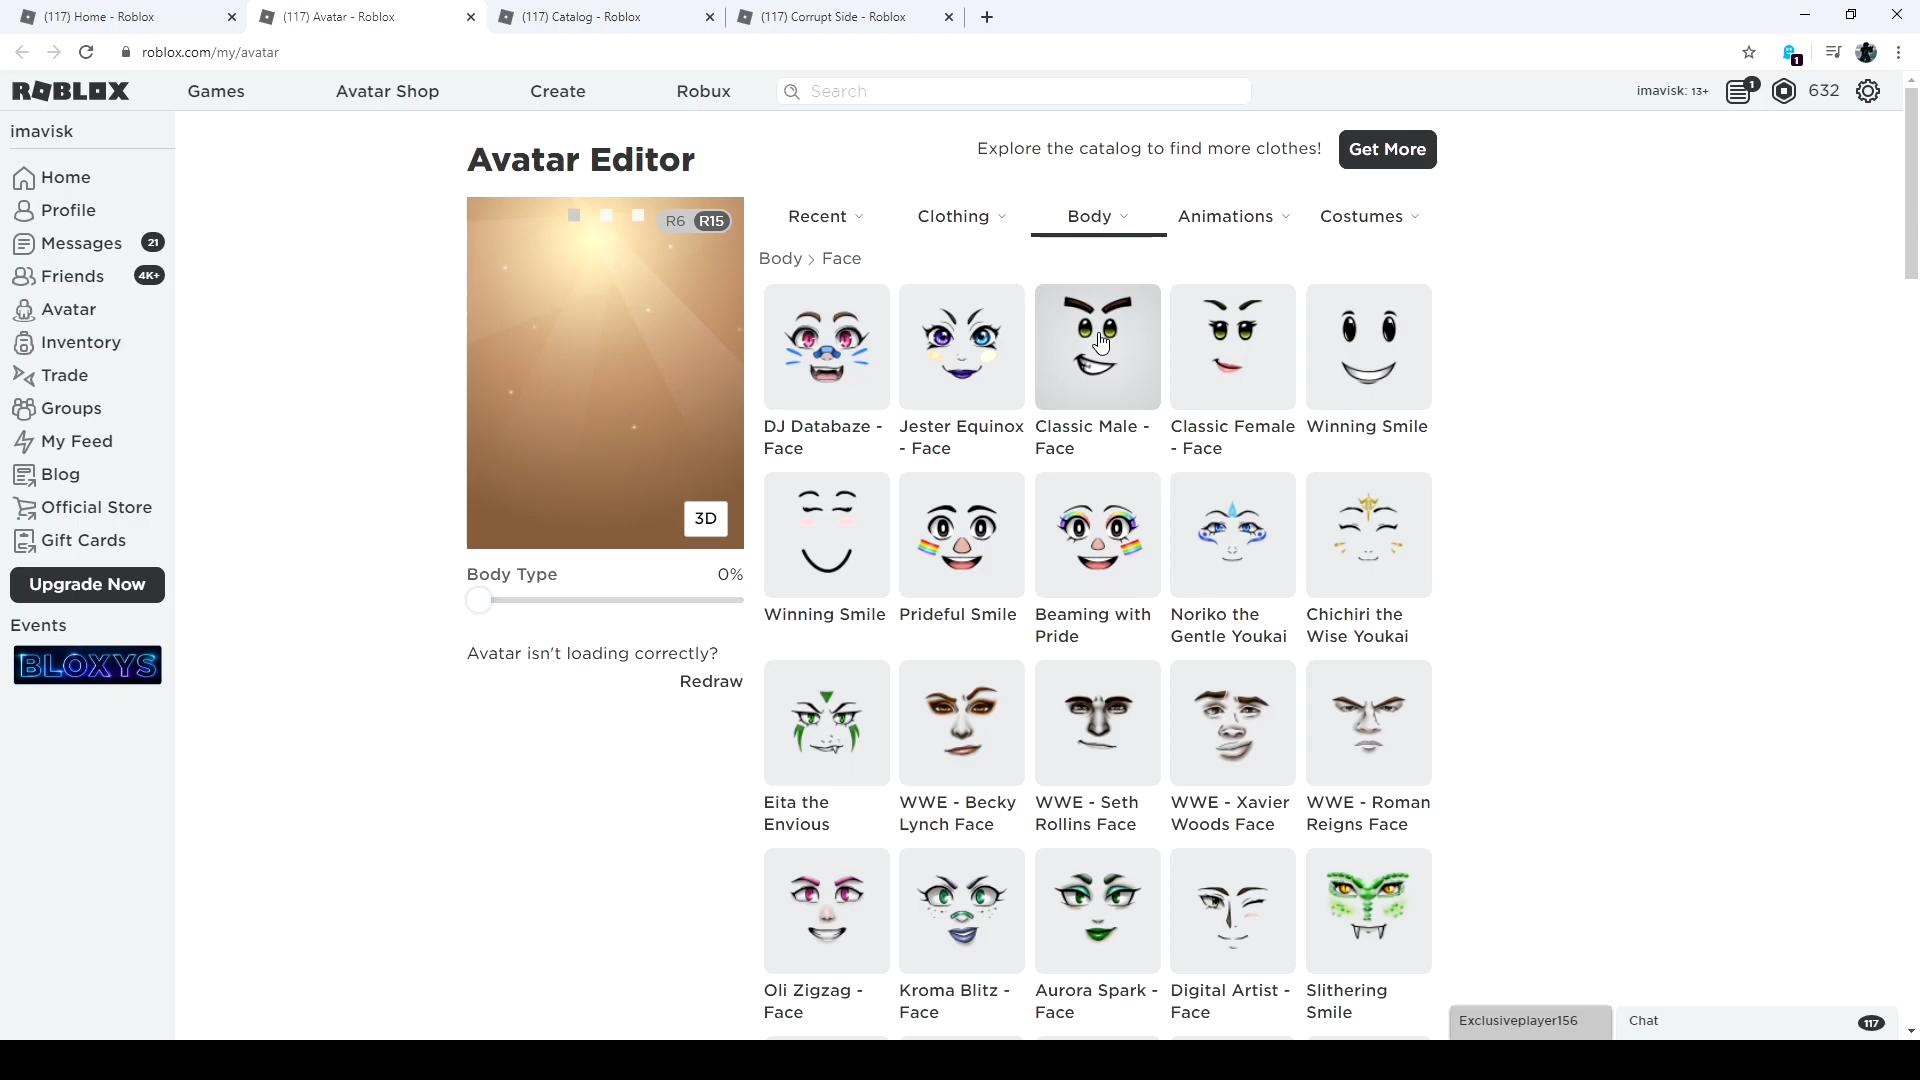 (117) Home - Roblox
(117) Avatar - Roblox
(117) Catalog - Roblox
(117) Corrupt Side - Roblox
roblox.com/my/avatar
1
ROBLOX
Games
Avatar Shop
Create
Robux
Search
imavisk: 13+
1
632
imavisk
Home
Profile
Messages 21
Friends 4K+
Avatar
Inventory
Trade
Groups
My Feed
Blog
Official Store
Gift Cards
Upgrade Now
Events
BLOXYS
Avatar Editor
Explore the catalog to find more clothes!
Get More
R6 R15
3D
Body Type 0%
Avatar isn't loading correctly?
Redraw
Recent
Clothing
Body
Animations
Costumes
Body > Face
DJ Databaze -
Face
Jester Equinox
- Face
Classic Male -
Face
Classic Female
- Face
Winning Smile
Winning Smile
Prideful Smile
Beaming with
Pride
Noriko the
Gentle Youkai
Chichiri the
Wise Youkai
Eita the
Envious
WWE - Becky
Lynch Face
WWE - Seth
Rollins Face
WWE - Xavier
Woods Face
WWE - Roman
Reigns Face
Oli Zigzag -
Face
Kroma Blitz -
Face
Aurora Spark -
Face
Digital Artist -
Face
Slithering
Smile
Exclusiveplayer156
Chat
117